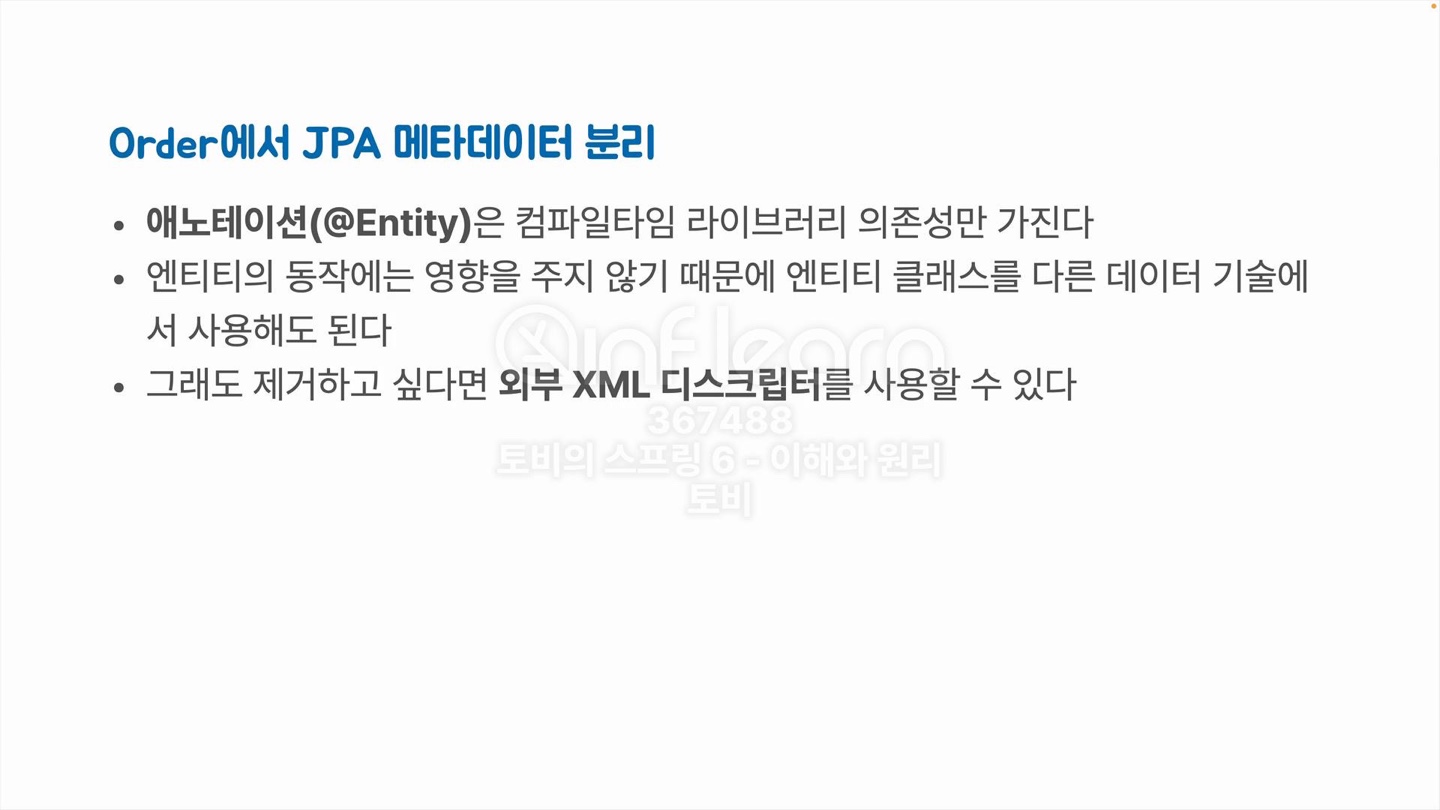 Order에서 JPA 메타데이터 분리
• 애노테이션(@Entity)은 컴파일타임 라이브러리 의존성만 가진다
• 엔티티의 동작에는 영향을 주지 않기 때문에 엔티티 클래스를 다른 데이터 기술에
서 사용해도 된다
• 그래도 제거하고 싶다면 외부 XML 디스크립터를 사용할 수 있다
inflearn
367488
토비의 스프링 6 - 이해와 원리
토비